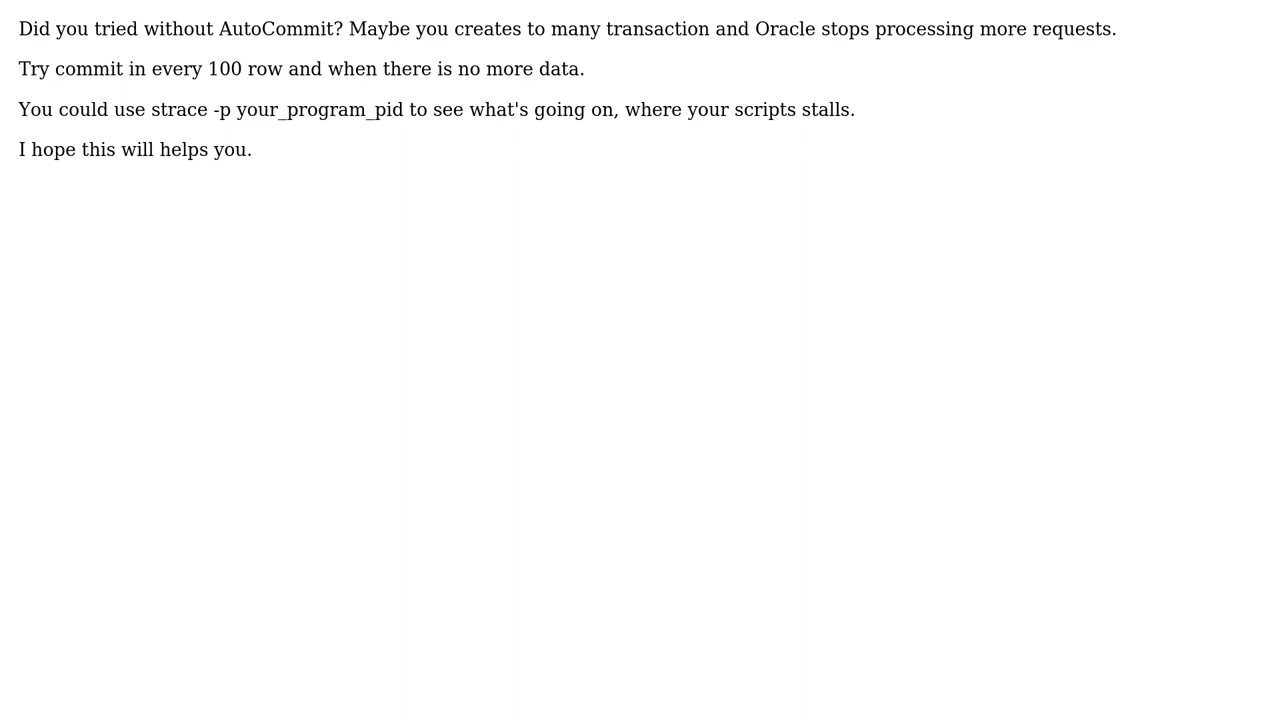 Did you tried without AutoCommit? Maybe you creates to many transaction and Oracle stops processing more requests.
Try commit in every 100 row and when there is no more data.
You could use strace -p your_program_pid to see what's going on, where your scripts stalls.
I hope this will helps you.